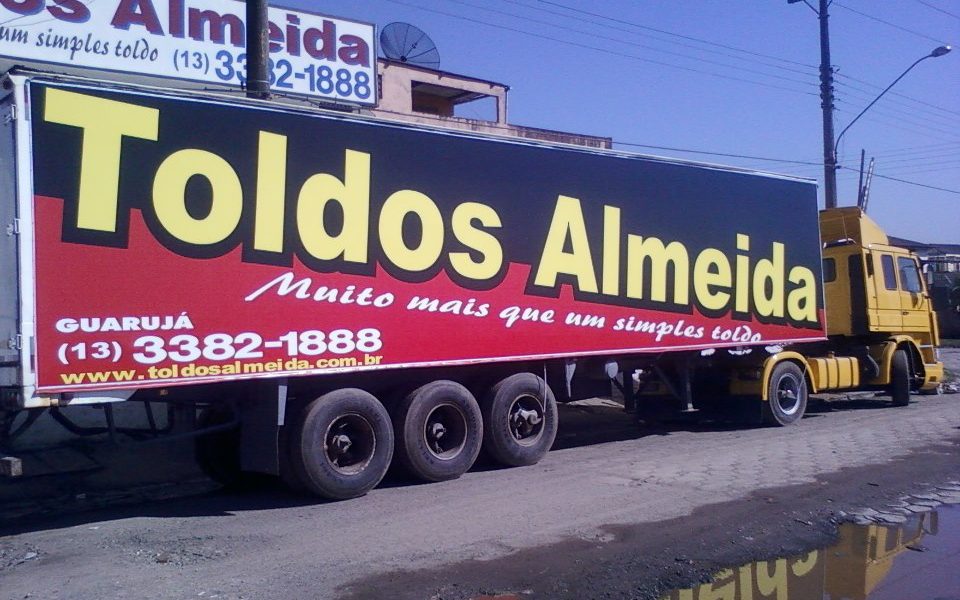 os Almeida
um simples toldo (13) 3382-1888
Toldos Almeida
Muito mais que um simples toldo
GUARUJÁ
(13) 3382-1888
www.toldosalmeida.com.br